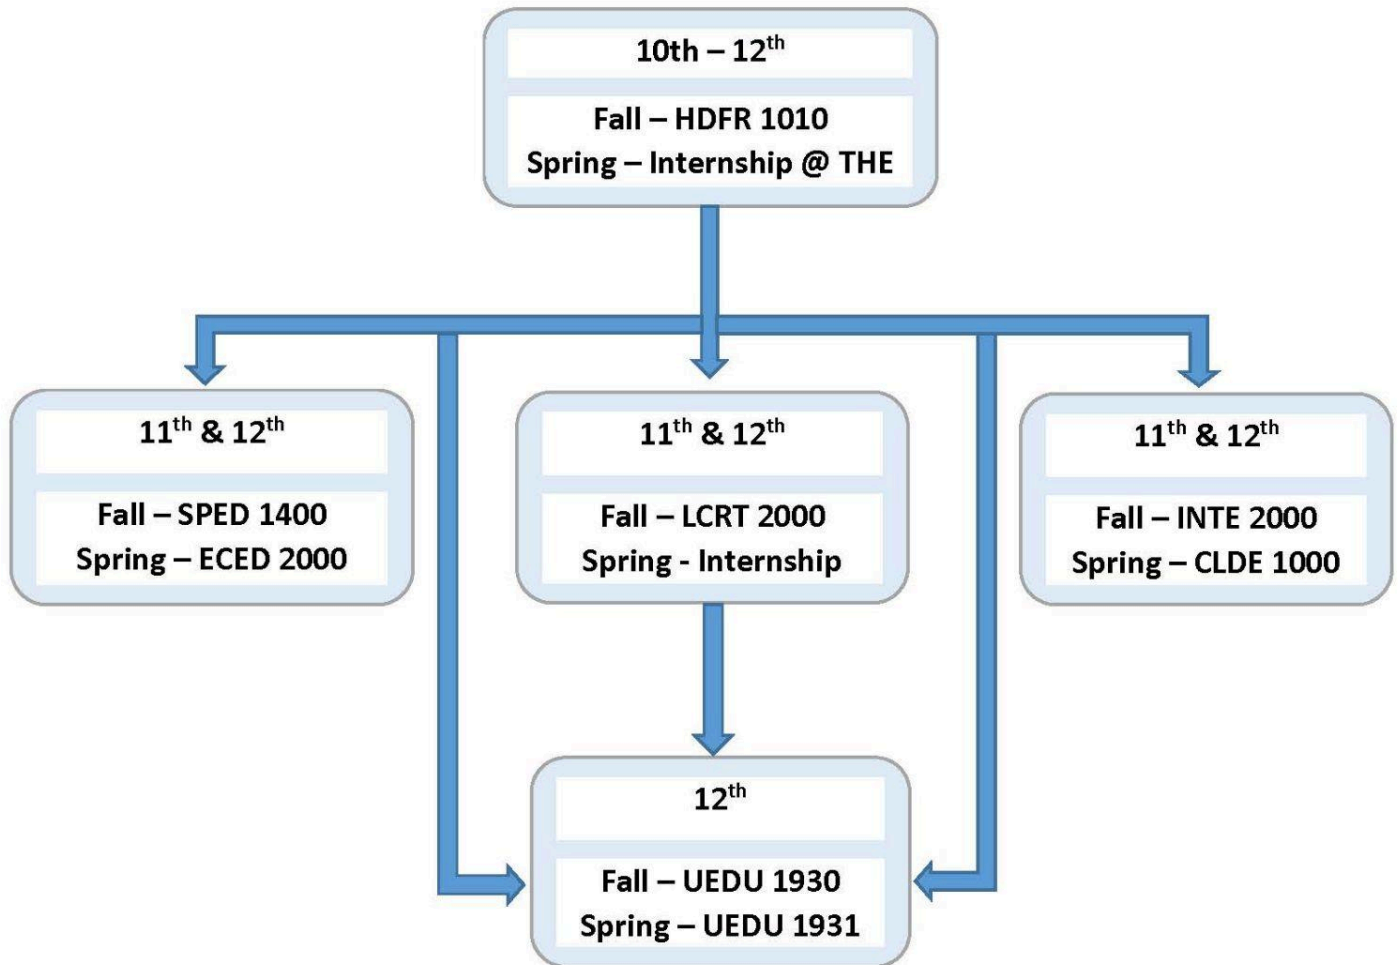 10th – 12th
Fall – HDFR 1010
Spring – Internship @ THE
11th & 12th
Fall – SPED 1400
Spring – ECED 2000
11th & 12th
Fall – LCRT 2000
Spring - Internship
11th & 12th
Fall – INTE 2000
Spring – CLDE 1000
12th
Fall – UEDU 1930
Spring – UEDU 1931